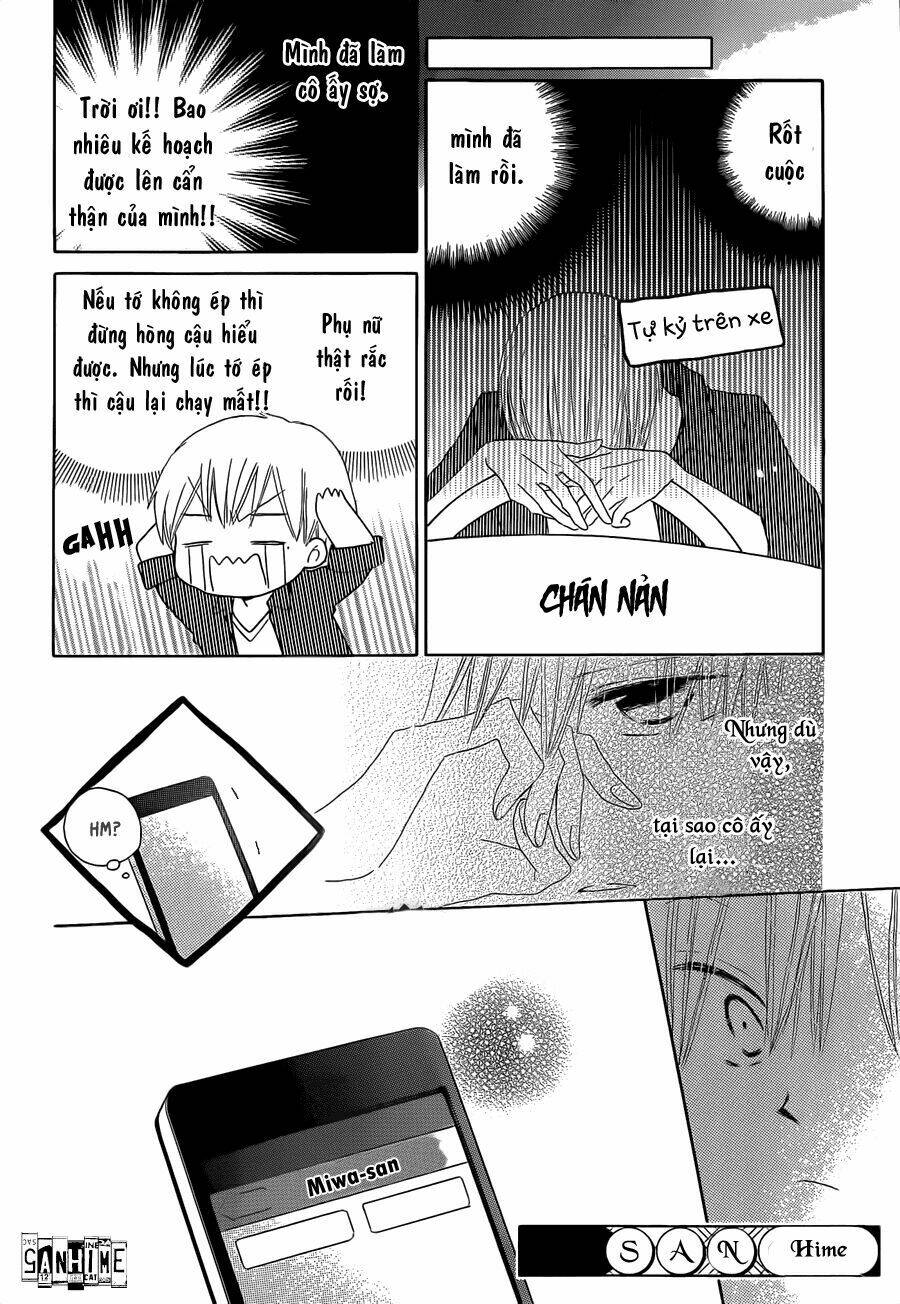 Rốt
cuộc
mình đã
làm rồi.
Tự kỷ trên xe
CHÁN NẢN
Mình đã làm
cô ấy sợ.
Trời ơi!! Bao
nhiêu kế hoạch
được lên cẩn
thận của mình!!
Phụ nữ
thật rắc
rối!
Nếu tớ không ép thì
đừng hòng cậu hiểu
được. Nhưng lúc tớ ép
thì cậu lại chạy mất!!
GAHH
Nhưng dù
vậy,
tại sao cô ấy
lại...
HM?
Miwa-san
SANHIME
CAT
SAN Hime